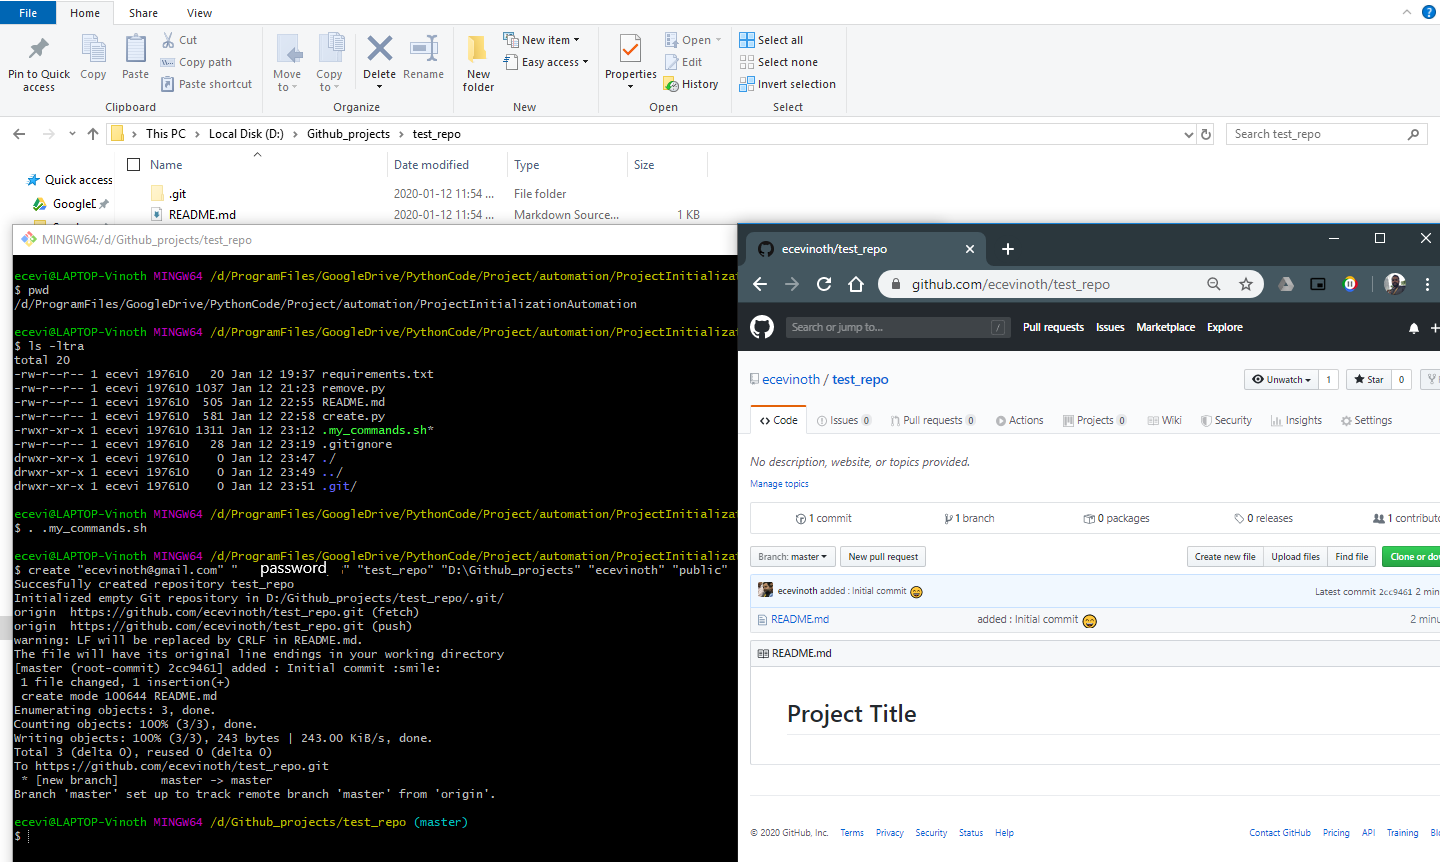 File Home Share View
Pin to Quick access
Copy
Paste
Cut
Copy path
Paste shortcut
Clipboard
Move to
Copy to
Delete
Rename
Organize
New folder
New item
Easy access
New
Properties
Open
Edit
History
Open
Select all
Select none
Invert selection
Select
This PC > Local Disk (D:) > Github_projects > test_repo
Search test_repo
Name Date modified Type Size
Quick access
.git 2020-01-12 11:54 ... File folder
README.md 2020-01-12 11:54 ... Markdown Source... 1 KB
MINGW64:/d/Github_projects/test_repo
ecevi@LAPTOP-Vinoth MINGW64 /d/ProgramFiles/GoogleDrive/PythonCode/Project/automation/ProjectInitializa
$ pwd
/d/ProgramFiles/GoogleDrive/PythonCode/Project/automation/ProjectInitializationAutomation
ecevi@LAPTOP-Vinoth MINGW64 /d/ProgramFiles/GoogleDrive/PythonCode/Project/automation/ProjectInitializa
$ ls -ltra
total 20
-rw-r--r-- 1 ecevi 197610   20 Jan 12 19:37 requirements.txt
-rw-r--r-- 1 ecevi 197610 1037 Jan 12 21:23 remove.py
-rw-r--r-- 1 ecevi 197610  505 Jan 12 22:55 README.md
-rw-r--r-- 1 ecevi 197610  581 Jan 12 22:58 create.py
-rwxr-xr-x 1 ecevi 197610 1311 Jan 12 23:12 .my_commands.sh*
-rw-r--r-- 1 ecevi 197610   28 Jan 12 23:19 .gitignore
drwxr-xr-x 1 ecevi 197610    0 Jan 12 23:47 ./
drwxr-xr-x 1 ecevi 197610    0 Jan 12 23:49 ../
drwxr-xr-x 1 ecevi 197610    0 Jan 12 23:51 .git/
ecevi@LAPTOP-Vinoth MINGW64 /d/ProgramFiles/GoogleDrive/PythonCode/Project/automation/ProjectInitializa
$ . .my_commands.sh
ecevi@LAPTOP-Vinoth MINGW64 /d/ProgramFiles/GoogleDrive/PythonCode/Project/automation/ProjectInitializa
$ create "ecevinoth@gmail.com" " password " "test_repo" "D:\Github_projects" "ecevinoth" "public"
Succesfully created repository test_repo
Initialized empty Git repository in D:/Github_projects/test_repo/.git/
origin  https://github.com/ecevinoth/test_repo.git (fetch)
origin  https://github.com/ecevinoth/test_repo.git (push)
warning: LF will be replaced by CRLF in README.md.
The file will have its original line endings in your working directory
[master (root-commit) 2cc9461] added : Initial commit :smile:
 1 file changed, 1 insertion(+)
 create mode 100644 README.md
Enumerating objects: 3, done.
Counting objects: 100% (3/3), done.
Writing objects: 100% (3/3), 243 bytes | 243.00 KiB/s, done.
Total 3 (delta 0), reused 0 (delta 0)
To https://github.com/ecevinoth/test_repo.git
 * [new branch]      master -> master
Branch 'master' set up to track remote branch 'master' from 'origin'.
ecevi@LAPTOP-Vinoth MINGW64 /d/Github_projects/test_repo (master)
$
ecevinoth/test_repo
github.com/ecevinoth/test_repo
Search or jump to... / Pull requests Issues Marketplace Explore
ecevinoth / test_repo
Unwatch 1 Star 0
Code Issues 0 Pull requests 0 Actions Projects 0 Wiki Security Insights Settings
No description, website, or topics provided.
Manage topics
1 commit 1 branch 0 packages 0 releases 1 contributo
Branch: master New pull request Create new file Upload files Find file Clone or dow
ecevinoth added : Initial commit 😄 Latest commit 2cc9461 2 min
README.md added : Initial commit 😄 2 minu
README.md
Project Title
© 2020 GitHub, Inc. Terms Privacy Security Status Help Contact GitHub Pricing API Training